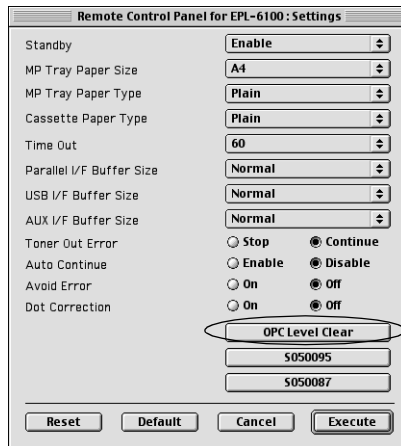 Remote Control Panel for EPL-6100 : Settings
Standby Enable
MP Tray Paper Size A4
MP Tray Paper Type Plain
Cassette Paper Type Plain
Time Out 60
Parallel I/F Buffer Size Normal
USB I/F Buffer Size Normal
AUX I/F Buffer Size Normal
Toner Out Error Stop Continue
Auto Continue Enable Disable
Avoid Error On Off
Dot Correction On Off
OPC Level Clear
S050095
S050087
Reset Default Cancel Execute